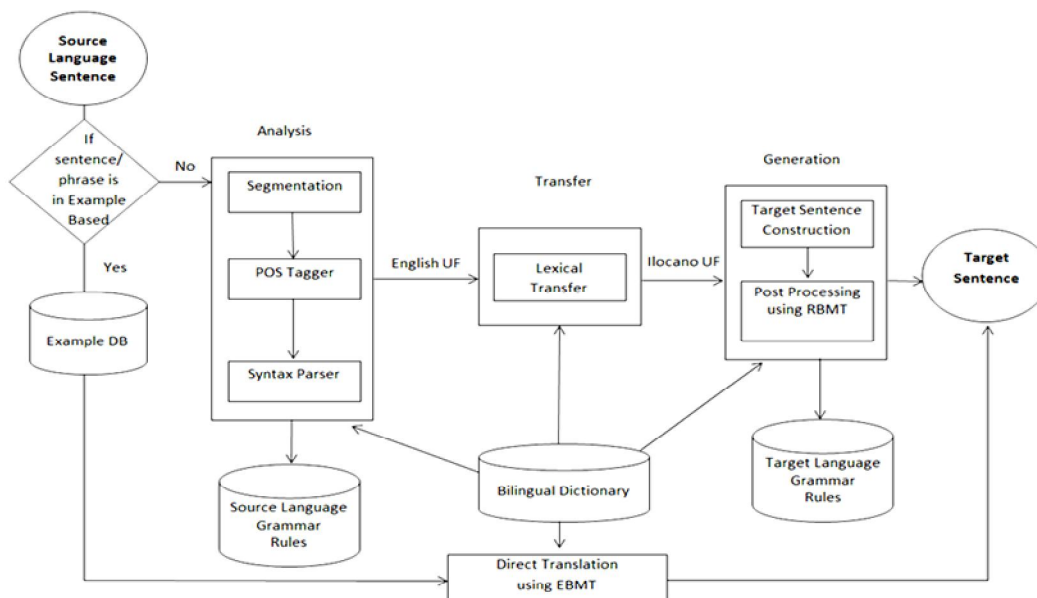 Source
Language
Sentence
If
sentence/
phrase is
in Example
Based
No
Yes
Example DB
Analysis
Segmentation
POS Tagger
Syntax Parser
Source Language
Grammar
Rules
English UF
Transfer
Lexical
Transfer
Ilocano UF
Generation
Target Sentence
Construction
Post Processing
using RBMT
Target
Sentence
Target Language
Grammar
Rules
Bilingual Dictionary
Direct Translation
using EBMT